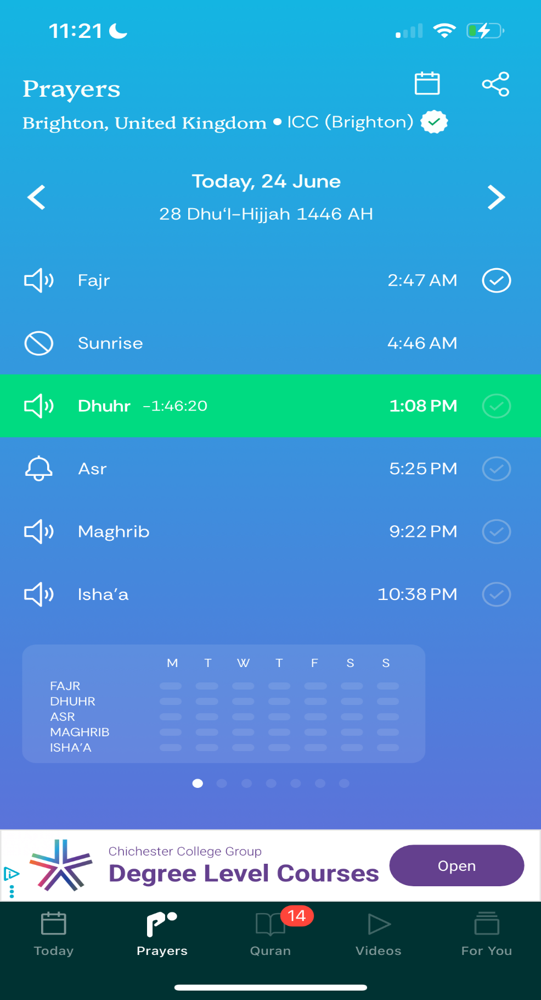 11:21
Prayers
Brighton, United Kingdom • ICC (Brighton)
Today, 24 June
28 Dhuʻl-Hijjah 1446 AH
Fajr 2:47 AM
Sunrise 4:46 AM
Dhuhr -1:46:20 1:08 PM
Asr 5:25 PM
Maghrib 9:22 PM
Isha’a 10:38 PM
M T W T F S S
FAJR
DHUHR
ASR
MAGHRIB
ISHA’A
Chichester College Group
Degree Level Courses
Open
14
Today Prayers Quran Videos For You